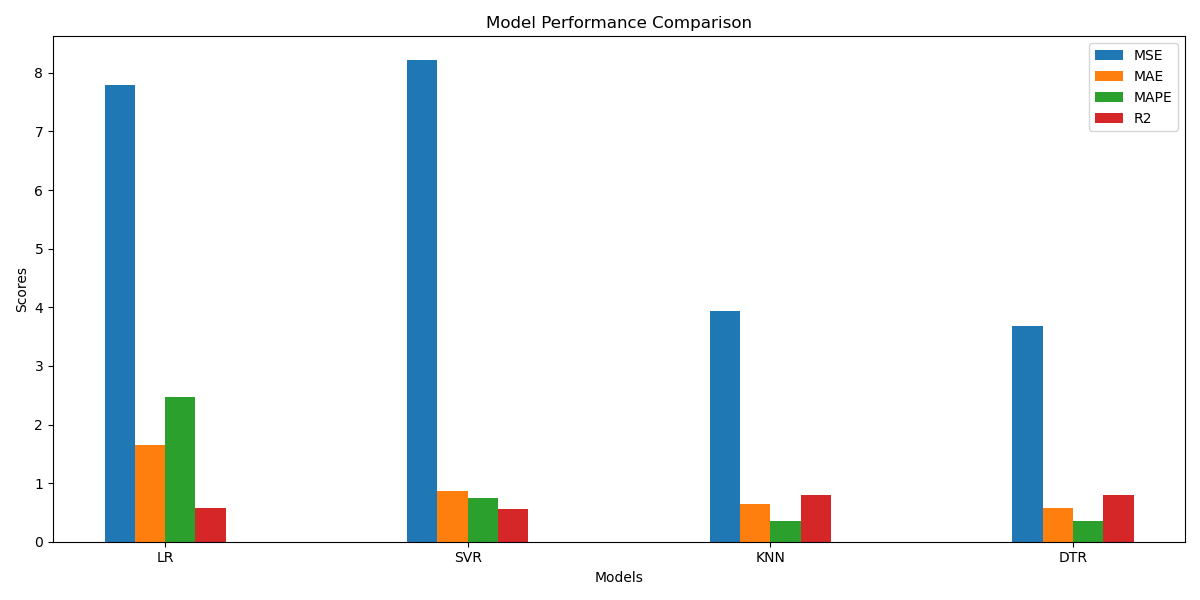 Model Performance Comparison
MSE
MAE
MAPE
R2
8
7
6
5
4
3
2
1
0
Scores
LR
SVR
KNN
DTR
Models